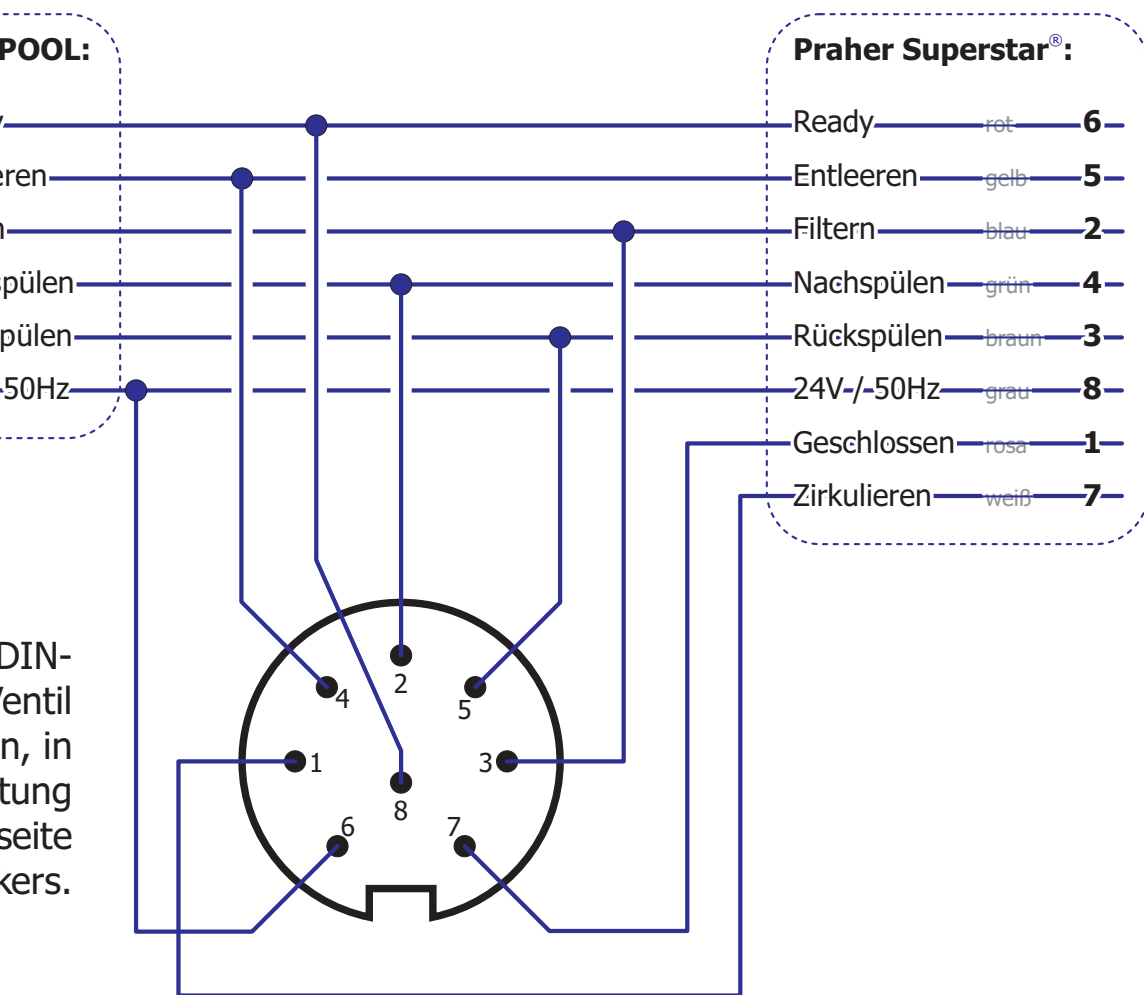 POOL:
Praher Superstar®:
Ready rot 6
eren Entleeren gelb 5
Filtern blau 2
spülen Nachspülen grün 4
pülen Rückspülen braun 3
50Hz 24V / 50Hz grau 8
Geschlossen rosa 1
Zirkulieren weiß 7
DIN-
Ventil
n, in
tung
seite
kers.
4
2
5
1
3
8
6
7